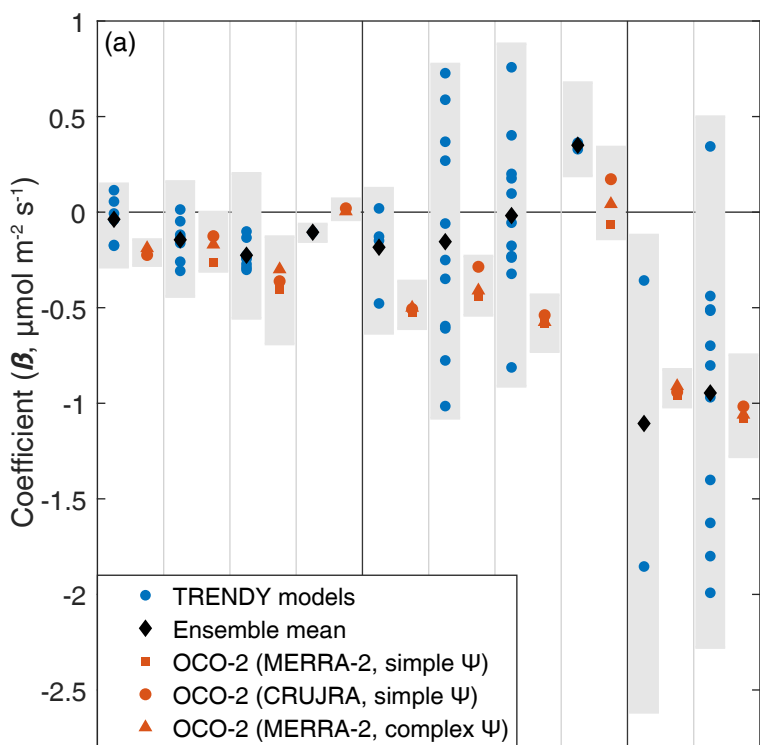 (a)
1
0.5
0
-0.5
-1
-1.5
-2
-2.5
Coefficient (β, μmol m⁻² s⁻¹)
TRENDY models
Ensemble mean
OCO-2 (MERRA-2, simple Ψ)
OCO-2 (CRUJRA, simple Ψ)
OCO-2 (MERRA-2, complex Ψ)